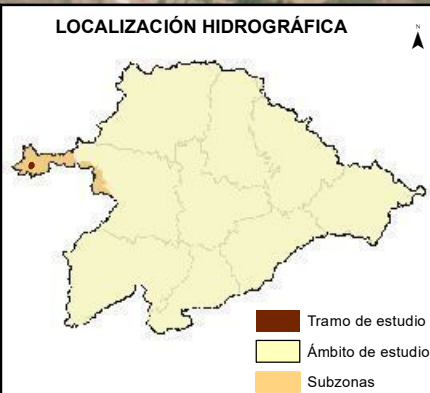 LOCALIZACIÓN HIDROGRÁFICA
N
Tramo de estudio
Ámbito de estudio
Subzonas